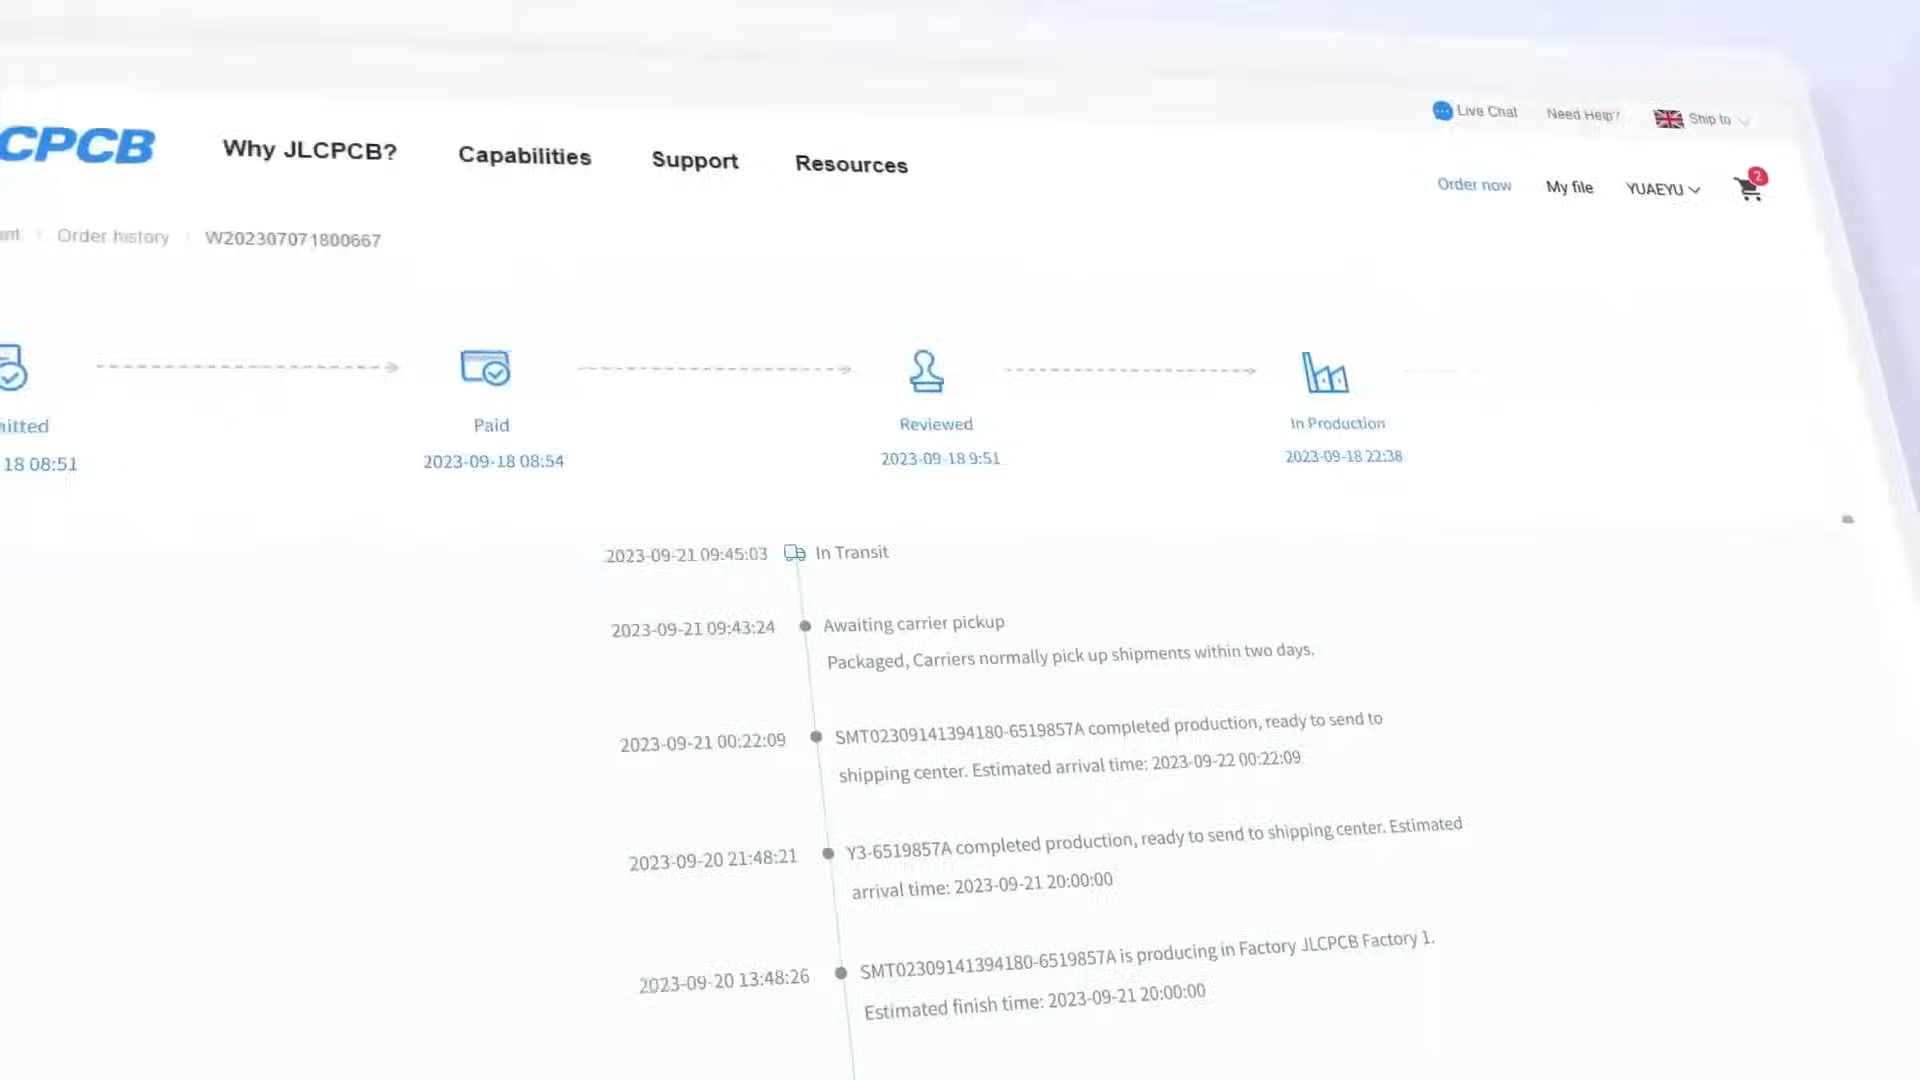 CPCB
Why JLCPCB?
Capabilities
Support
Resources
Live Chat
Need Help?
Ship to
Order now
My file
YUAEYU
2
Order history
W202307071800667
18 08:51
Paid
2023-09-18 08:54
Reviewed
2023-09-18 9:51
In Production
2023-09-18 22:38
2023-09-21 09:45:03 In Transit
2023-09-21 09:43:24 Awaiting carrier pickup
Packaged, Carriers normally pick up shipments within two days.
2023-09-21 00:22:09 SMT02309141394180-6519857A completed production, ready to send to
shipping center. Estimated arrival time: 2023-09-22 00:22:09
2023-09-20 21:48:21 Y3-6519857A completed production, ready to send to shipping center. Estimated
arrival time: 2023-09-21 20:00:00
2023-09-20 13:48:26 SMT02309141394180-6519857A is producing in Factory JLCPCB Factory 1.
Estimated finish time: 2023-09-21 20:00:00